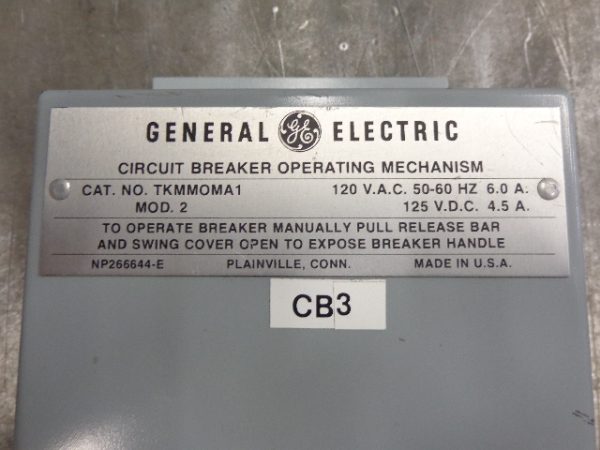 GENERAL GE ELECTRIC
CIRCUIT BREAKER OPERATING MECHANISM
CAT. NO. TKMMOMA1 120 V.A.C. 50-60 HZ 6.0 A.
MOD. 2 125 V.D.C. 4.5 A.
TO OPERATE BREAKER MANUALLY PULL RELEASE BAR
AND SWING COVER OPEN TO EXPOSE BREAKER HANDLE
NP266644-E PLAINVILLE, CONN. MADE IN U.S.A.
CB3